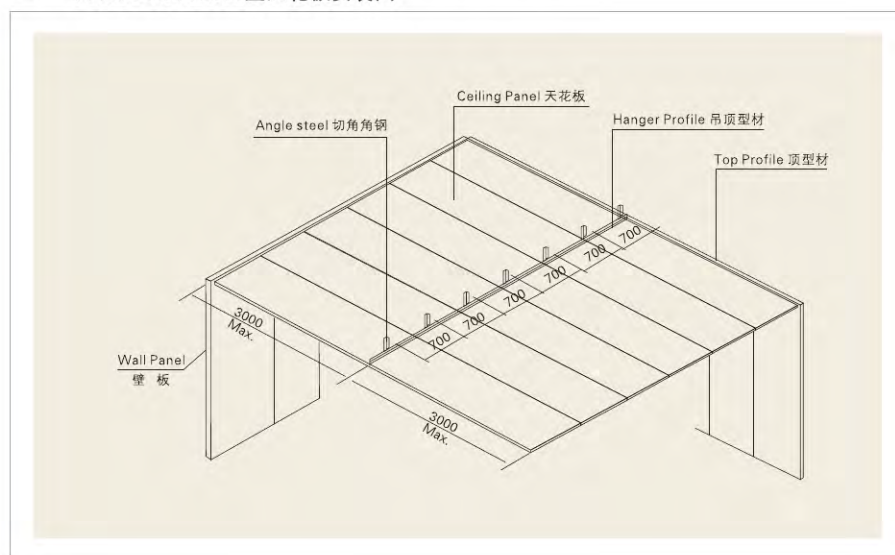 Ceiling Panel 天花板
Angle steel 切角角钢
Hanger Profile 吊顶型材
Top Profile 顶型材
700
700
700
700
700
700
3000
Max.
Wall Panel
壁 板
3000
Max.